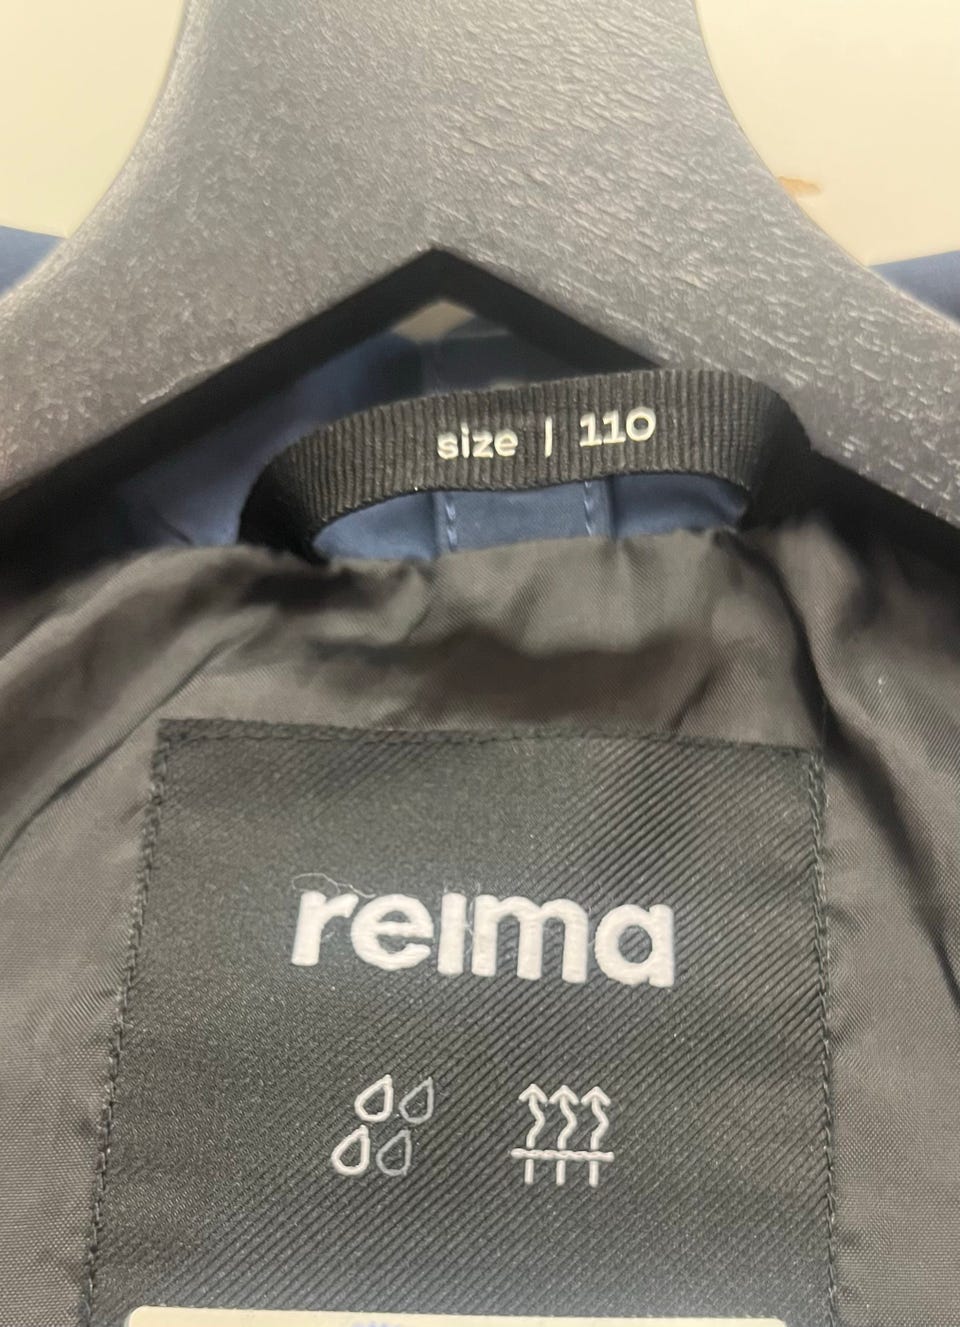 size | 110
reima